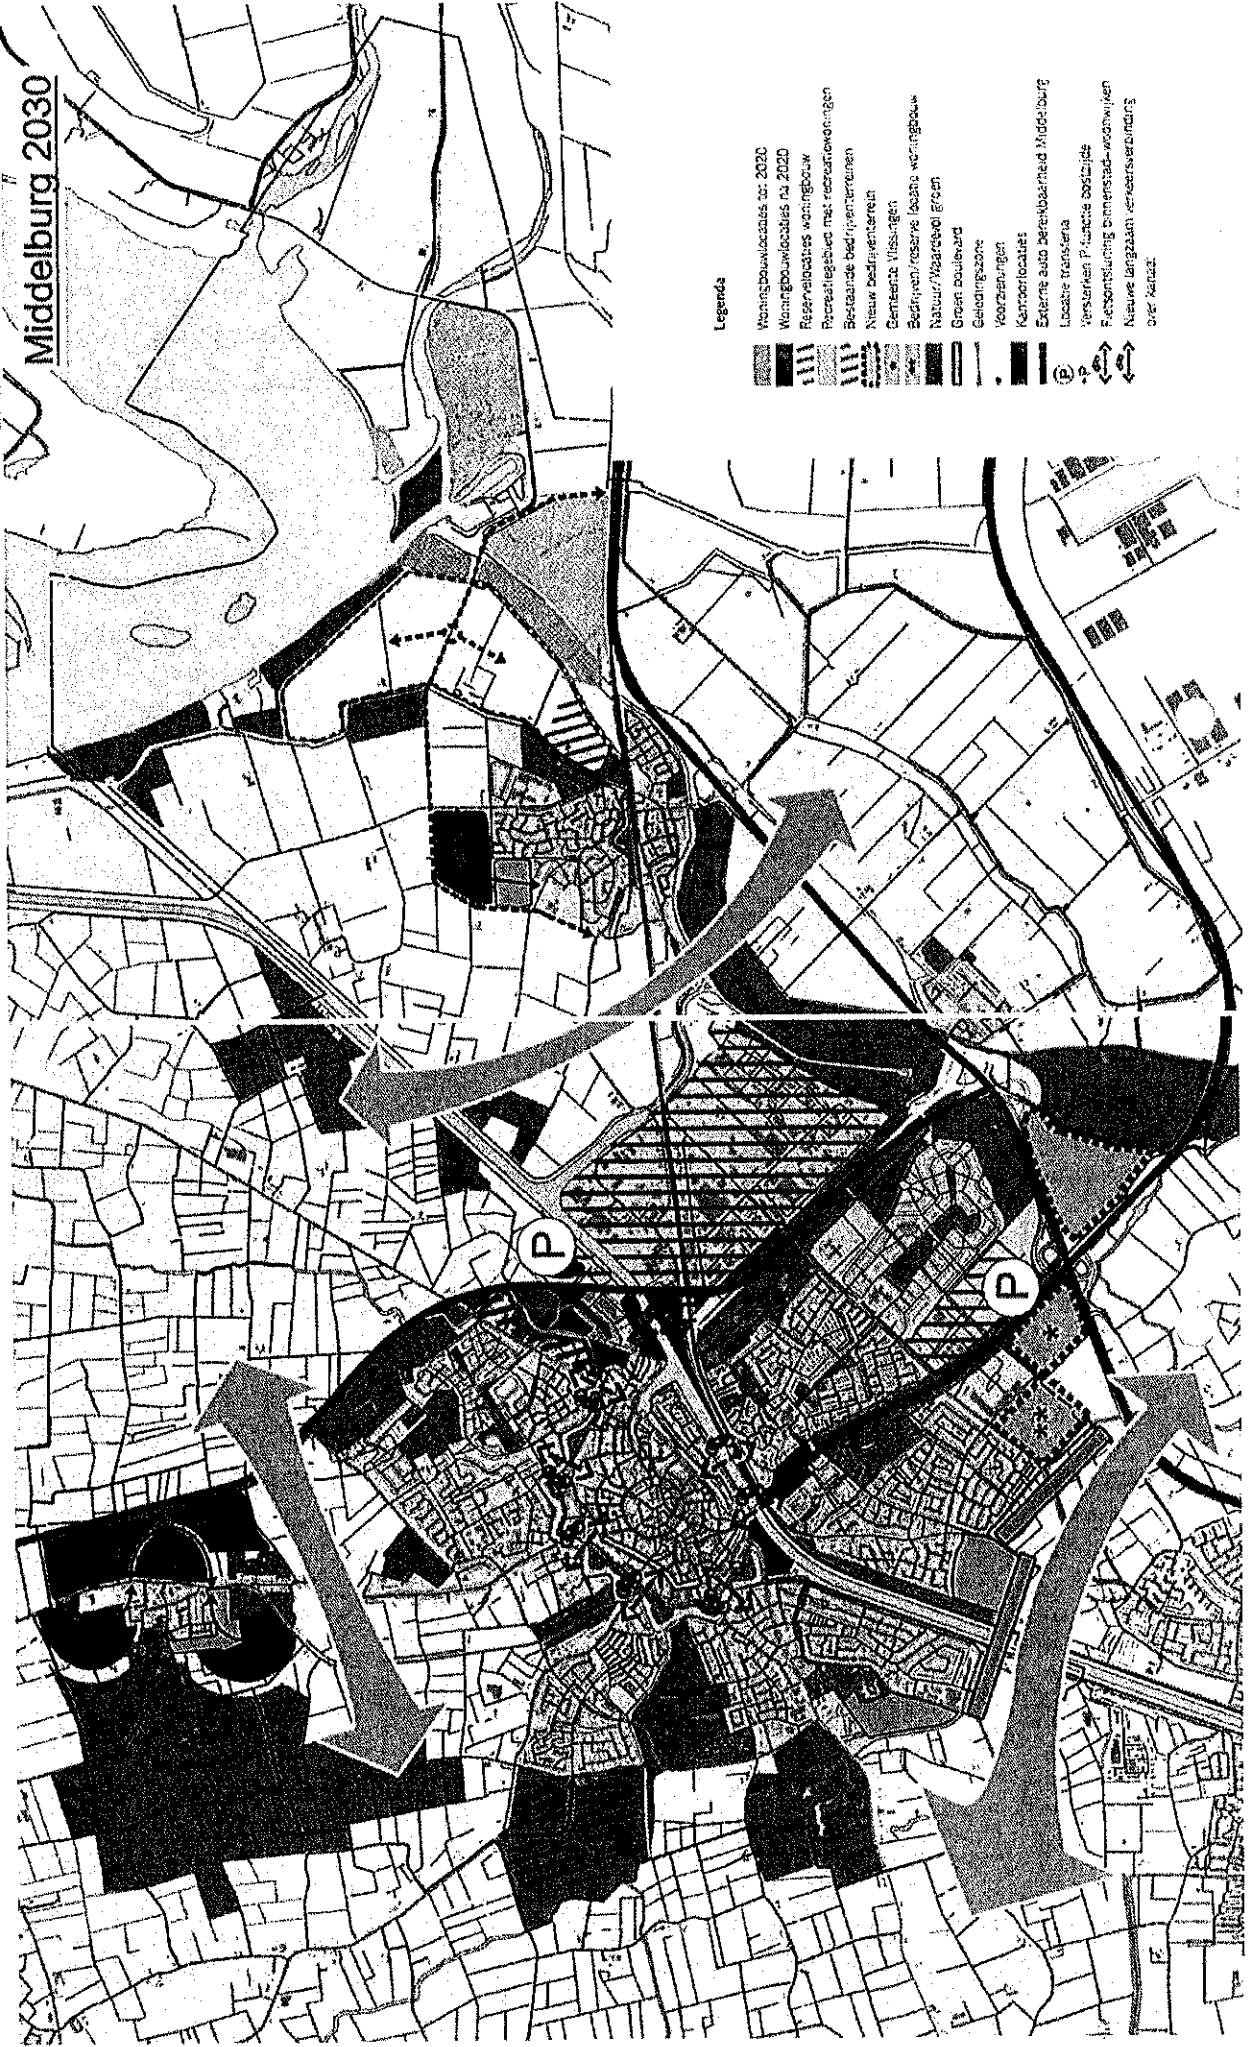 Middelburg 2030
Legenda
Woningbouwlocaties tot 2020
Woningbouwlocaties na 2020
Reservelocaties woningbouw
Recreatiegebied met recreatiewoningen
Bestaande bedrijventerreinen
Nieuw bedrijventerrein
Gemeente Vlissingen
Bedrijven/reserve locatie woningbouw
Natuur/Waardevol groen
Groen boulevard
Geledingszone
Voorzieningen
Kantoorlocaties
Externe auto bereikbaarheid Middelburg
P Locatie transferia
+P Versterken P-functie oostzijde
Fietsontsluiting binnenstad-woonwijken
Nieuwe langzaam verkeersverbinding
over kanaal
P
P
*
**